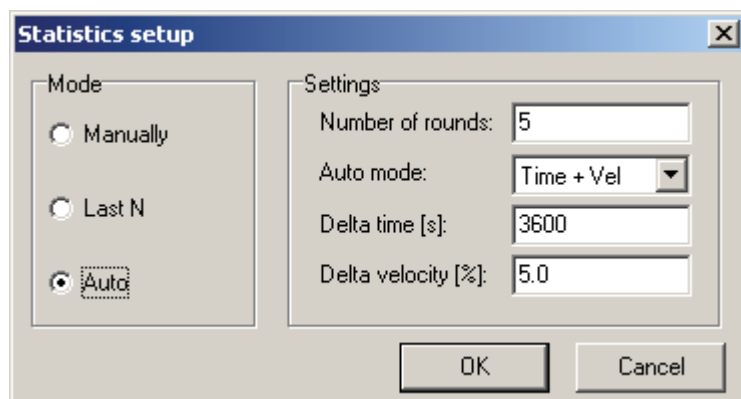 Statistics setup
Mode
Manually
Last N
Auto
Settings
Number of rounds: 5
Auto mode: Time + Vel
Delta time [s]: 3600
Delta velocity [%]: 5.0
OK Cancel